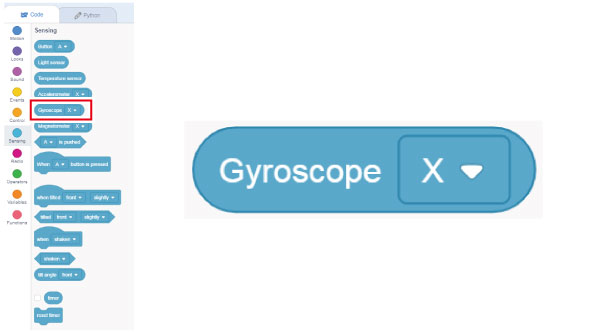 Code Python
Sensing
Motion
Looks
Sound
Events
Control
Sensing
Radio
Operators
Variables
Functions
Button A
Light sensor
Temperature sensor
Accelerometer X
Gyroscope X
Magnetometer X
A is pushed
When A button is pressed
when tilted front slightly
tilted front slightly
when shaken
shaken
tilt angle front
timer
reset timer
Gyroscope X